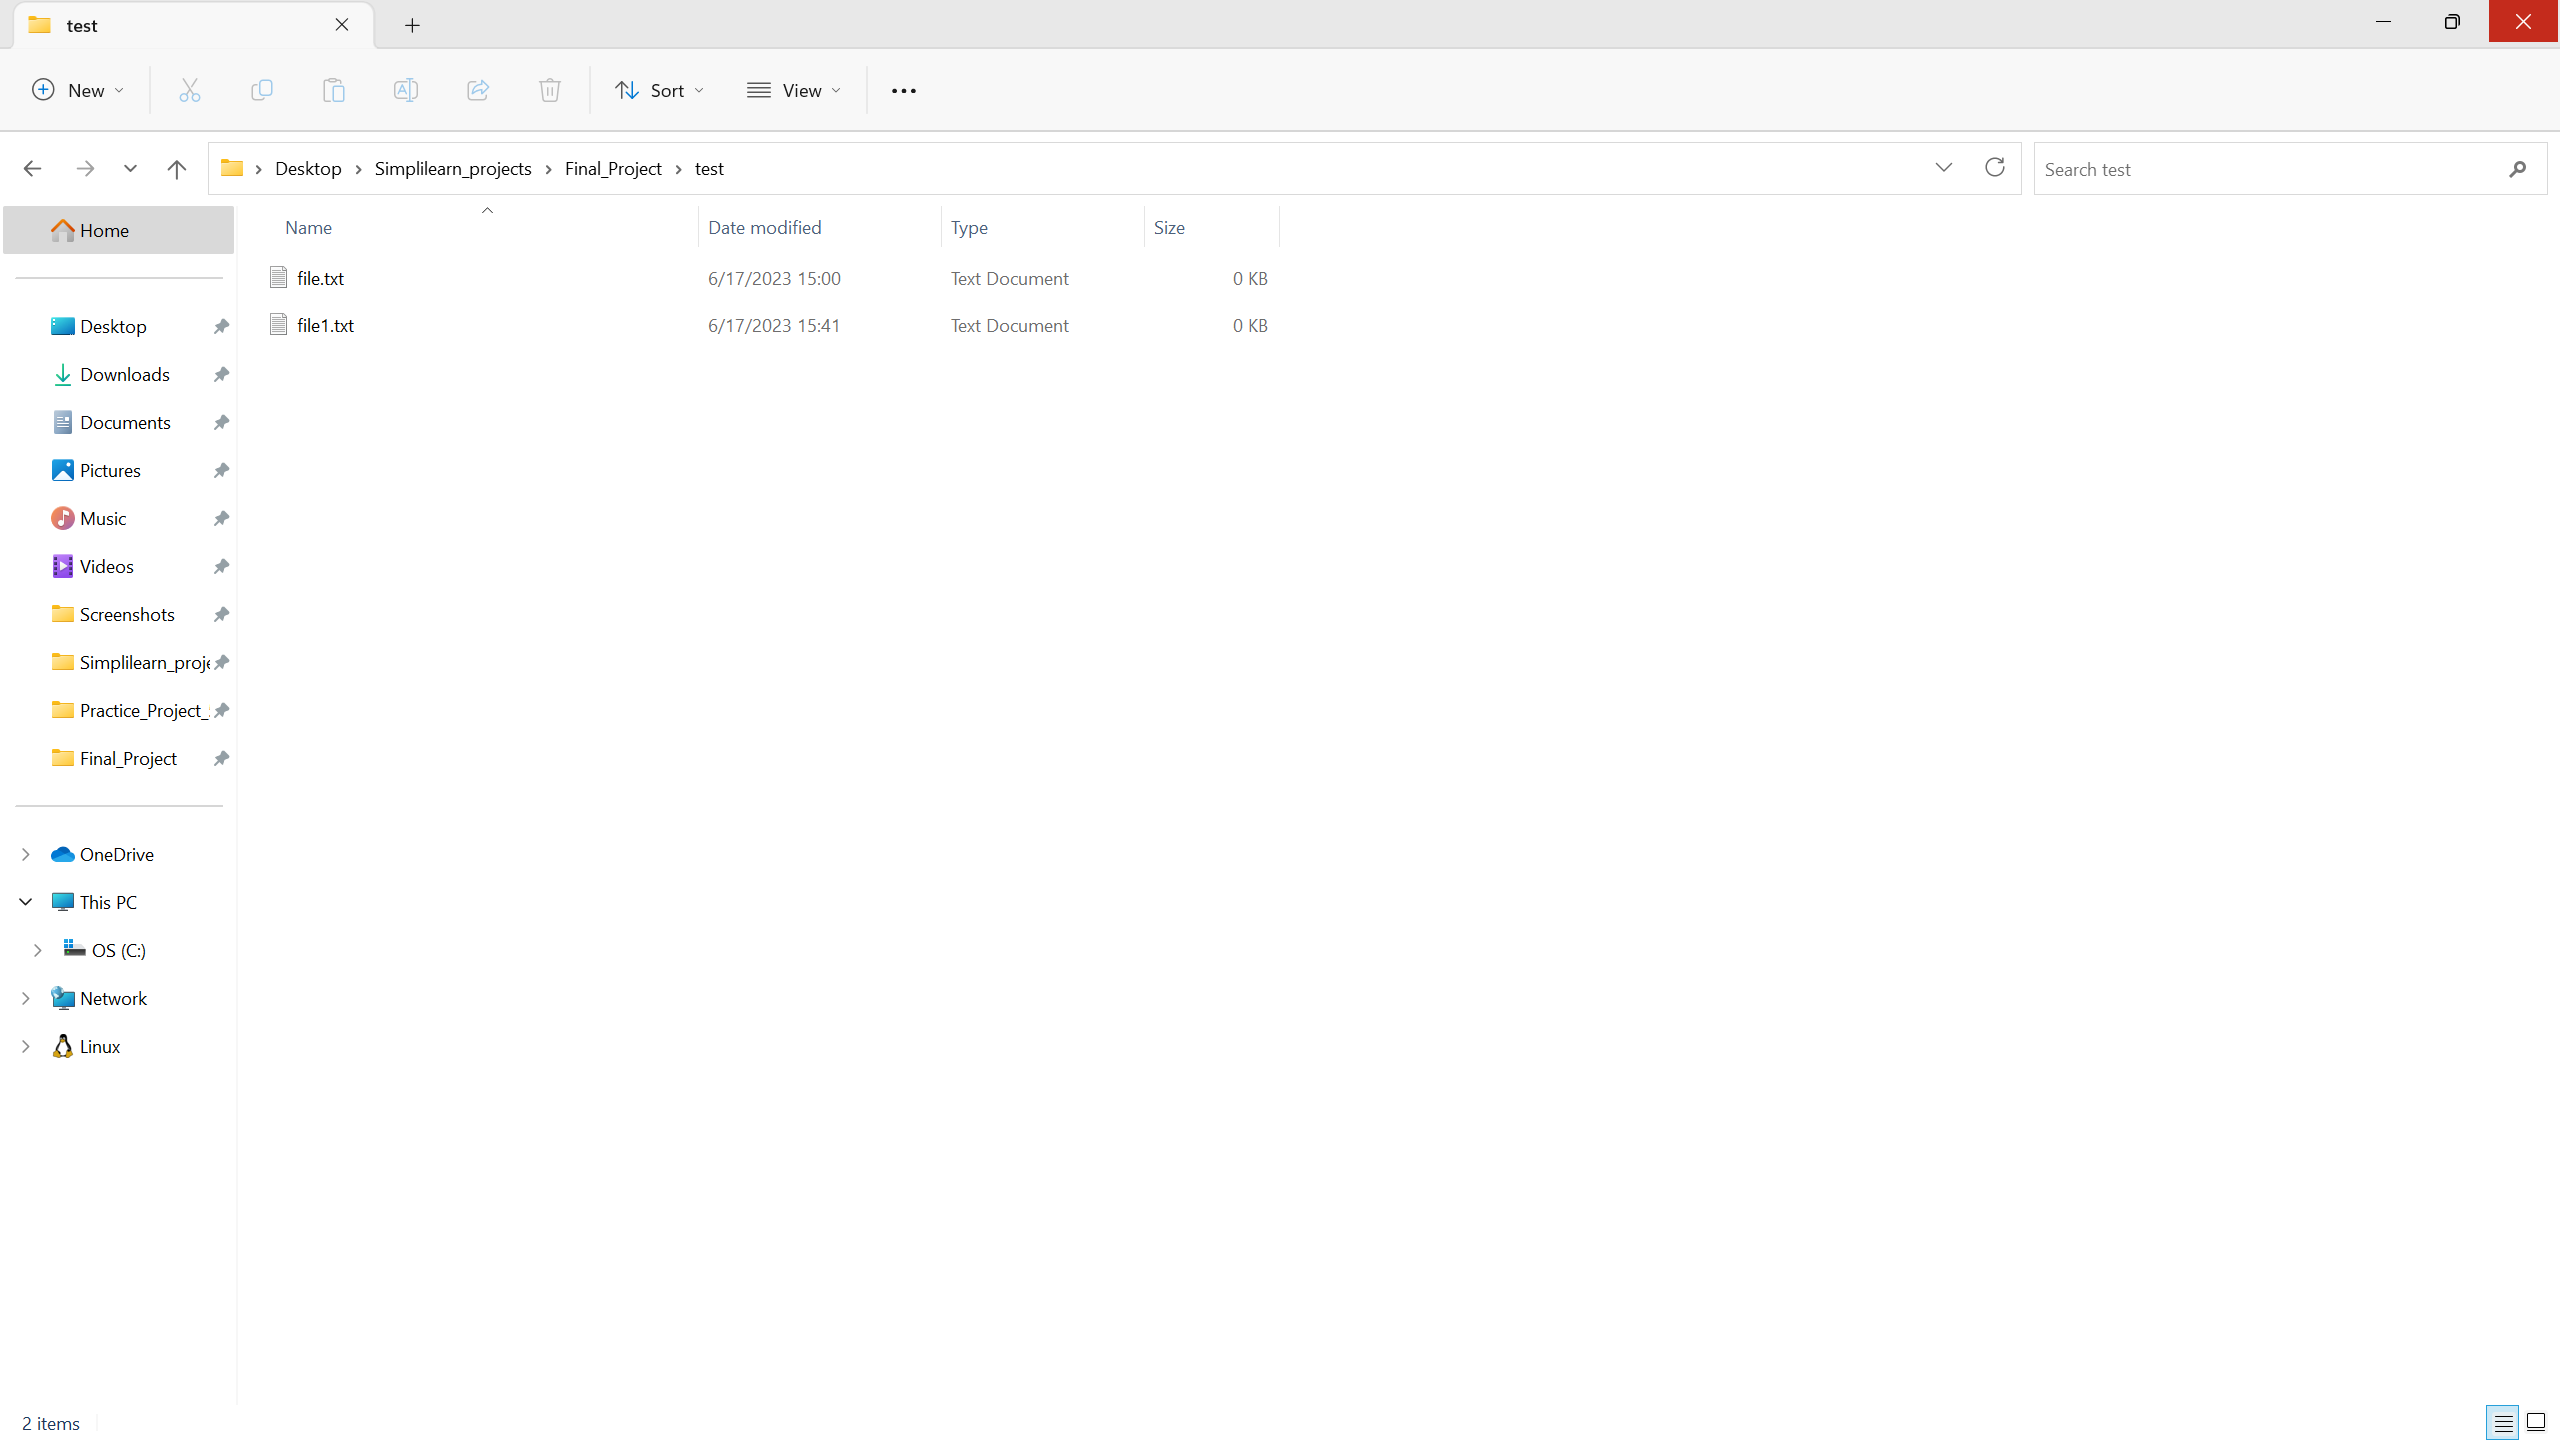 test
New
Sort
View
Desktop
Simplilearn_projects
Final_Project
test
Search test
Name
Date modified
Type
Size
file.txt
6/17/2023 15:00
Text Document
0 KB
file1.txt
6/17/2023 15:41
Text Document
0 KB
Home
Desktop
Downloads
Documents
Pictures
Music
Videos
Screenshots
Simplilearn_proje
Practice_Project_
Final_Project
OneDrive
This PC
OS (C:)
Network
Linux
2 items